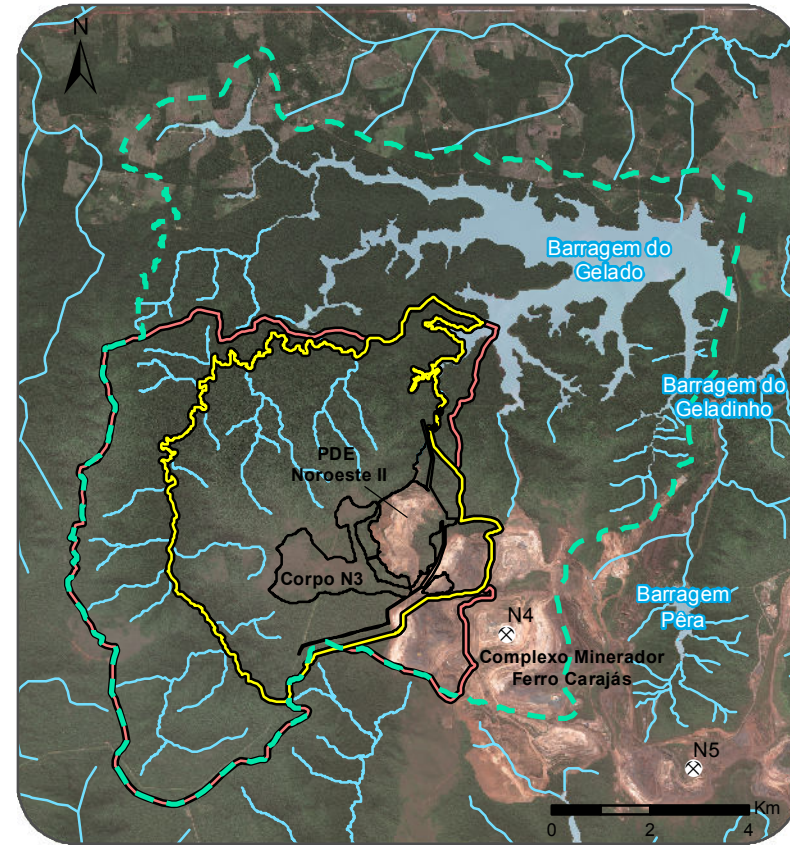 N
Barragem do
Gelado
Barragem do
Geladinho
PDE
Noroeste II
Corpo N3
Barragem
Pêra
N4
Complexo Minerador
Ferro Carajás
N5
Km
0 2 4